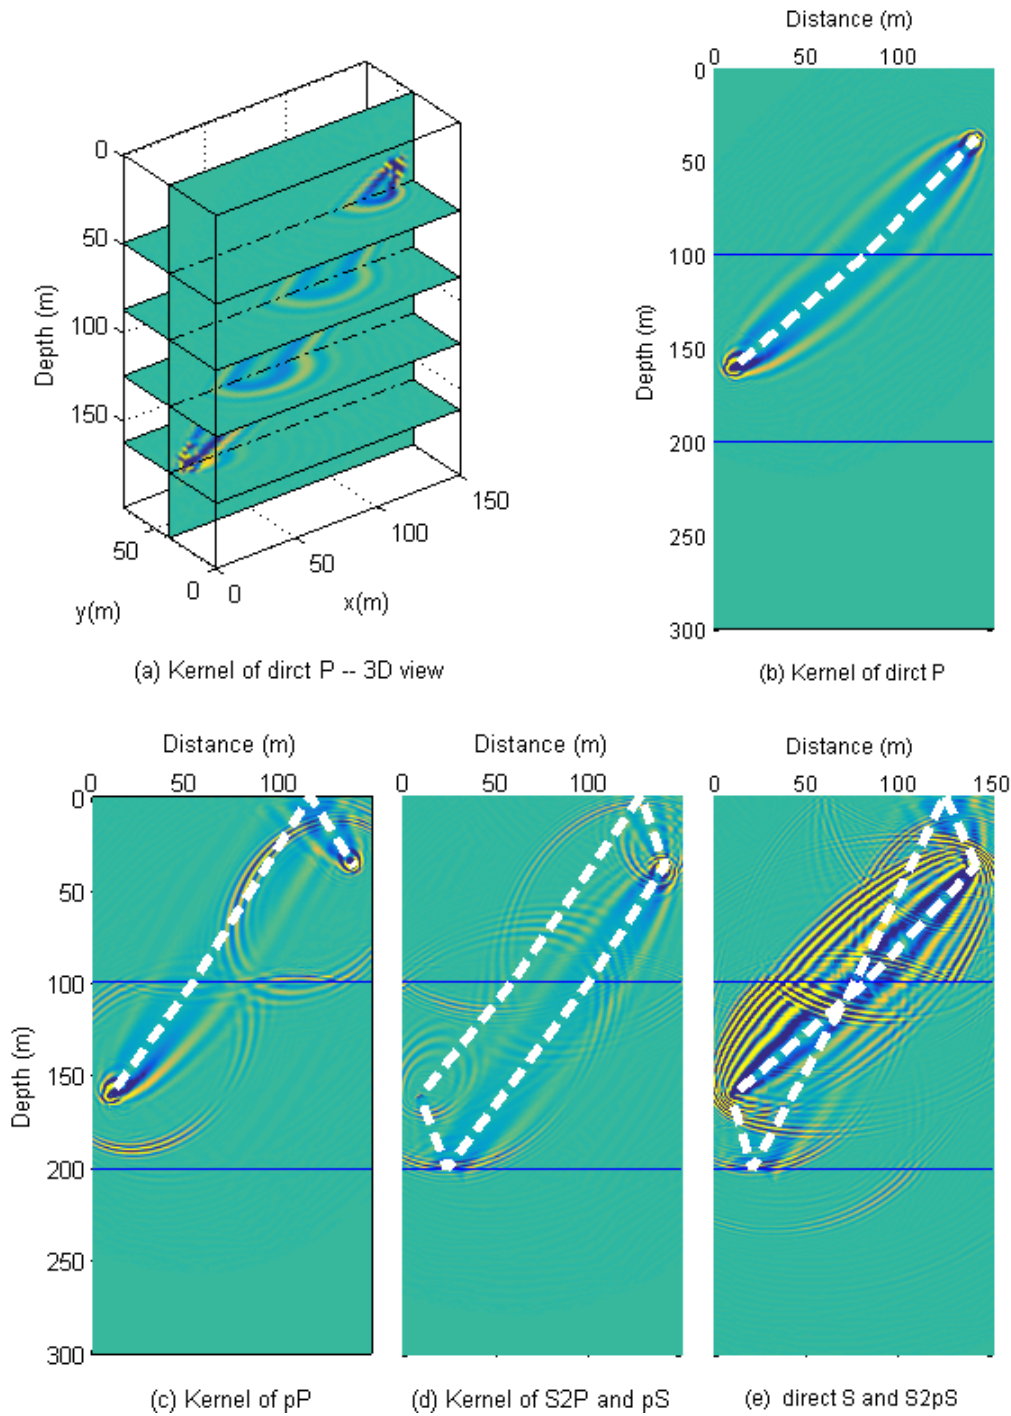 Distance (m)
0 50 100
0
50
100
150
200
250
300
Depth (m)
0
50
100
150
Depth (m)
50
0
y(m)
0
50
100
150
x(m)
(a) Kernel of dirct P -- 3D view
(b) Kernel of dirct P
Distance (m)
Distance (m)
Distance (m)
0 50 100
0 50 100
0 50 100 150
0
50
100
150
200
250
300
Depth (m)
(c) Kernel of pP
(d) Kernel of S2P and pS
(e) direct S and S2pS